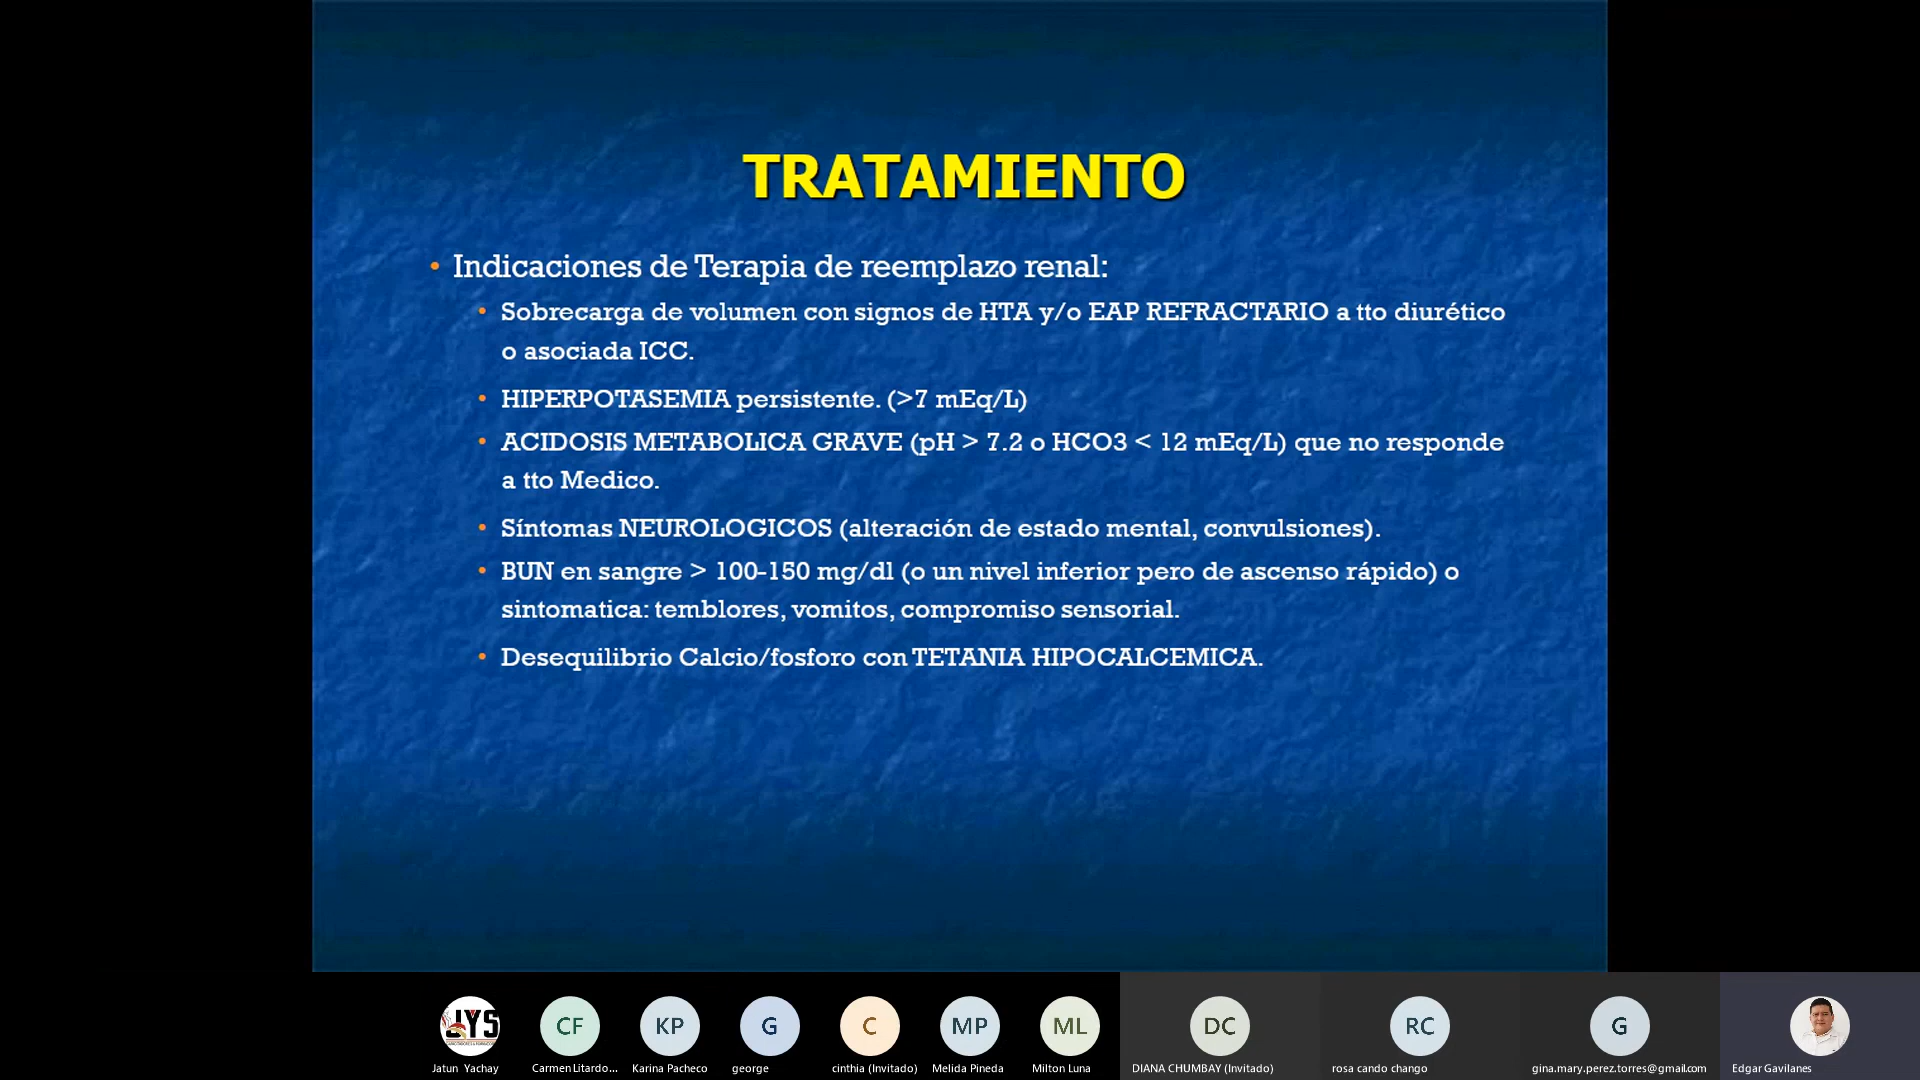 TRATAMIENTO
• Indicaciones de Terapia de reemplazo renal:
• Sobrecarga de volumen con signos de HTA y/o EAP REFRACTARIO a tto diurético
o asociada ICC.
• HIPERPOTASEMIA persistente. (>7 mEq/L)
• ACIDOSIS METABOLICA GRAVE (pH > 7.2 o HCO3 < 12 mEq/L) que no responde
a tto Medico.
• Síntomas NEUROLOGICOS (alteración de estado mental, convulsiones).
• BUN en sangre > 100-150 mg/dl (o un nivel inferior pero de ascenso rápido) o
sintomatica: temblores, vomitos, compromiso sensorial.
• Desequilibrio Calcio/fosforo con TETANIA HIPOCALCEMICA.
JYS CF KP G C MP ML DC RC G
Jatun Yachay Carmen Litardo... Karina Pacheco george cinthia (Invitado) Melida Pineda Milton Luna DIANA CHUMBAY (Invitado) rosa cando chango gina.mary.perez.torres@gmail.com Edgar Gavilanes